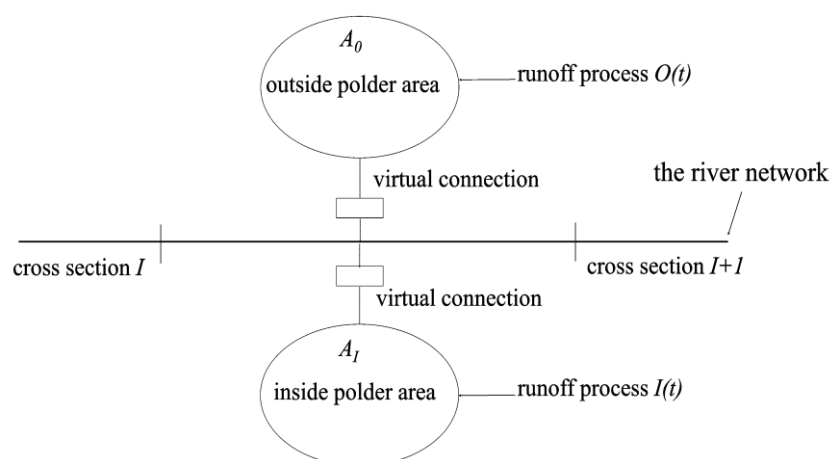 A₀
outside polder area
runoff process O(t)
virtual connection
the river network
cross section I
cross section I+1
virtual connection
A_I
inside polder area
runoff process I(t)